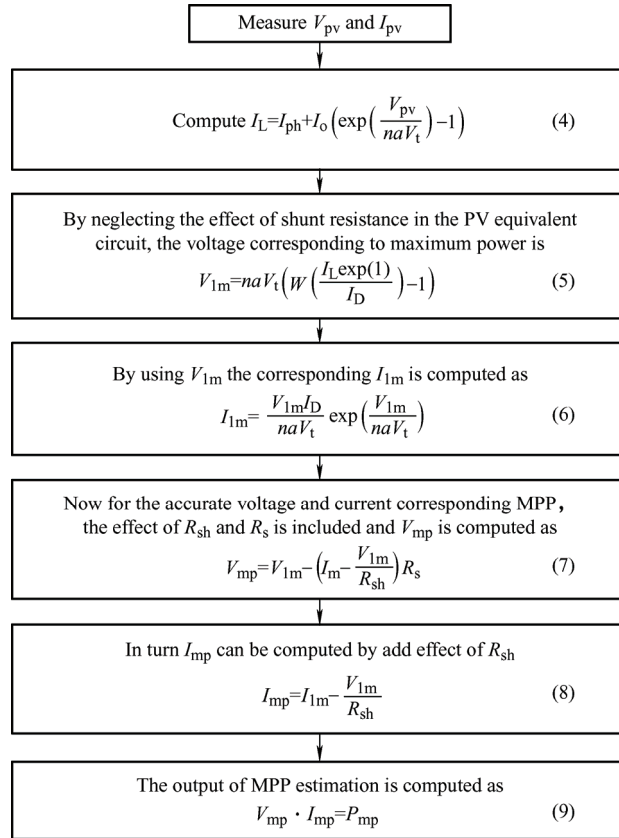 Measure V_pv and I_pv
Compute I_L=I_ph+I_o(exp(V_pv/naV_t)−1) (4)
By neglecting the effect of shunt resistance in the PV equivalent
circuit, the voltage corresponding to maximum power is
V_1m=naV_t(W(I_Lexp(1)/I_D)−1) (5)
By using V_1m the corresponding I_1m is computed as
I_1m= V_1mI_D/naV_t exp(V_1m/naV_t) (6)
Now for the accurate voltage and current corresponding MPP,
the effect of R_sh and R_s is included and V_mp is computed as
V_mp=V_1m−(I_m−V_1m/R_sh)R_s (7)
In turn I_mp can be computed by add effect of R_sh
I_mp=I_1m−V_1m/R_sh (8)
The output of MPP estimation is computed as
V_mp · I_mp=P_mp (9)